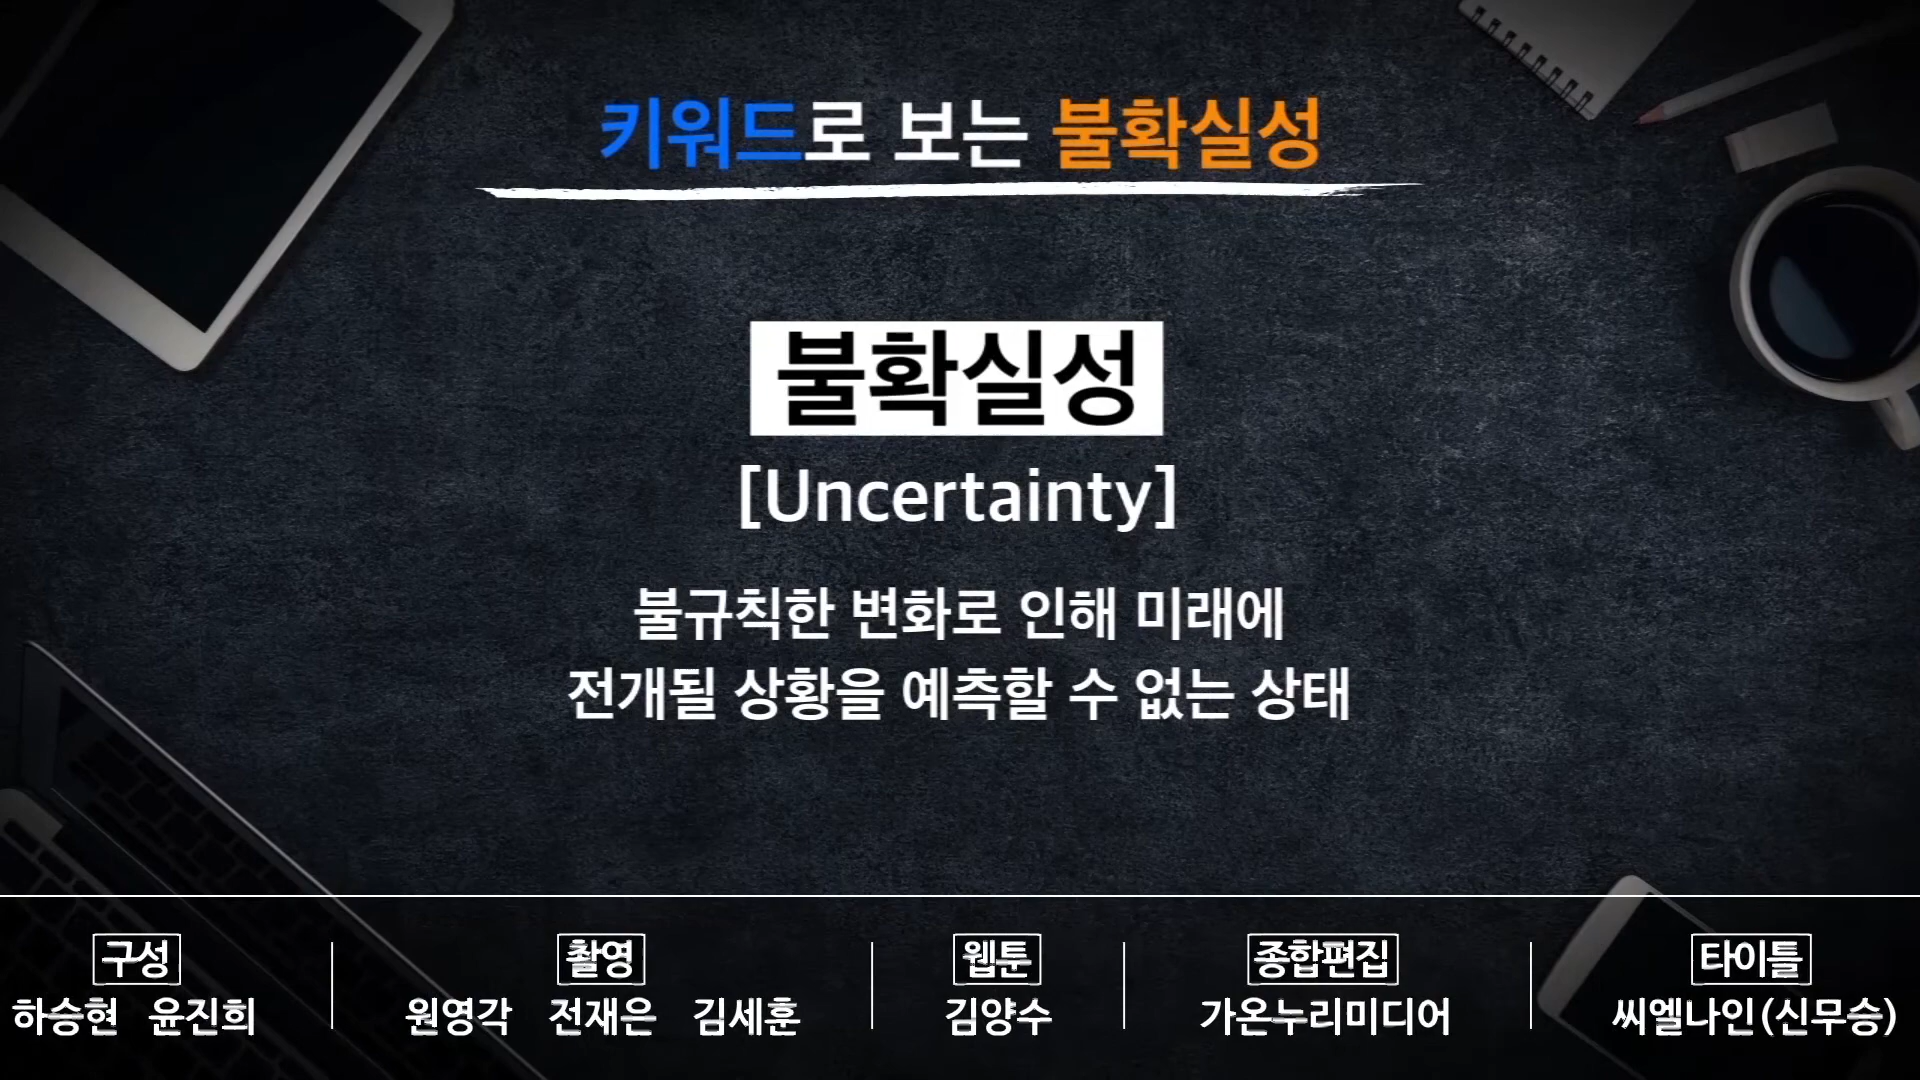 키워드로 보는 불확실성
불확실성
[Uncertainty]
불규칙한 변화로 인해 미래에
전개될 상황을 예측할 수 없는 상태
구성 촬영 웹툰 종합편집 타이틀
하승현 윤진희 원영각 전재은 김세훈 김양수 가온누리미디어 씨엘나인(신무승)